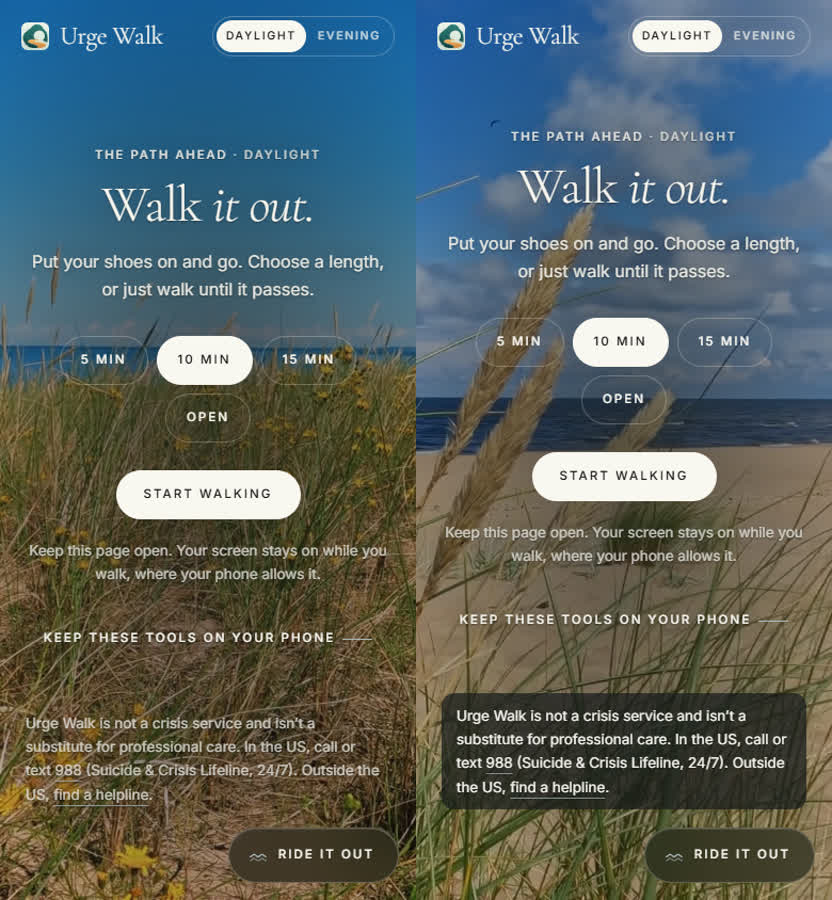 Urge Walk
DAYLIGHT
EVENING
THE PATH AHEAD · DAYLIGHT
Walk it out.
Put your shoes on and go. Choose a length,
or just walk until it passes.
5 MIN
10 MIN
15 MIN
OPEN
START WALKING
Keep this page open. Your screen stays on while you
walk, where your phone allows it.
KEEP THESE TOOLS ON YOUR PHONE
Urge Walk is not a crisis service and isn't a
substitute for professional care. In the US, call or
text 988 (Suicide & Crisis Lifeline, 24/7). Outside the
US, find a helpline.
RIDE IT OUT
Urge Walk
DAYLIGHT
EVENING
THE PATH AHEAD · DAYLIGHT
Walk it out.
Put your shoes on and go. Choose a length,
or just walk until it passes.
5 MIN
10 MIN
15 MIN
OPEN
START WALKING
Keep this page open. Your screen stays on while you
walk, where your phone allows it.
KEEP THESE TOOLS ON YOUR PHONE
Urge Walk is not a crisis service and isn't a
substitute for professional care. In the US, call or
text 988 (Suicide & Crisis Lifeline, 24/7). Outside
the US, find a helpline.
RIDE IT OUT